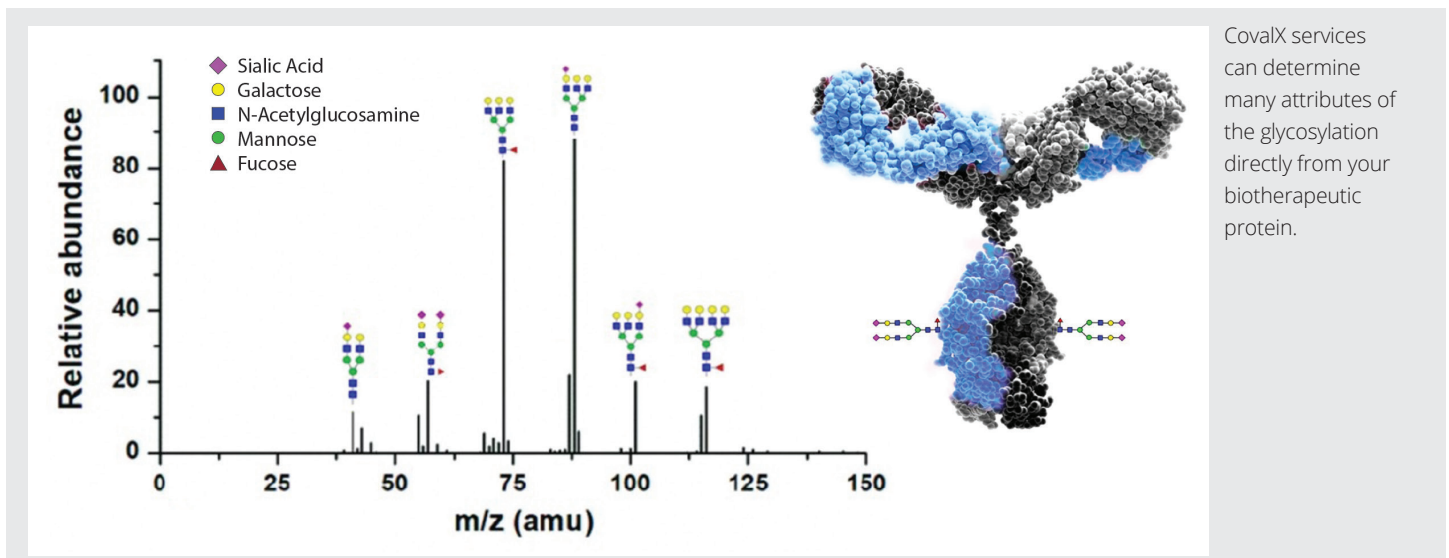 Sialic Acid
Galactose
N-Acetylglucosamine
Mannose
Fucose
Relative abundance
100
80
60
40
20
0
0 25 50 75 100 125 150
m/z (amu)
CovalX services
can determine
many attributes of
the glycosylation
directly from your
biotherapeutic
protein.